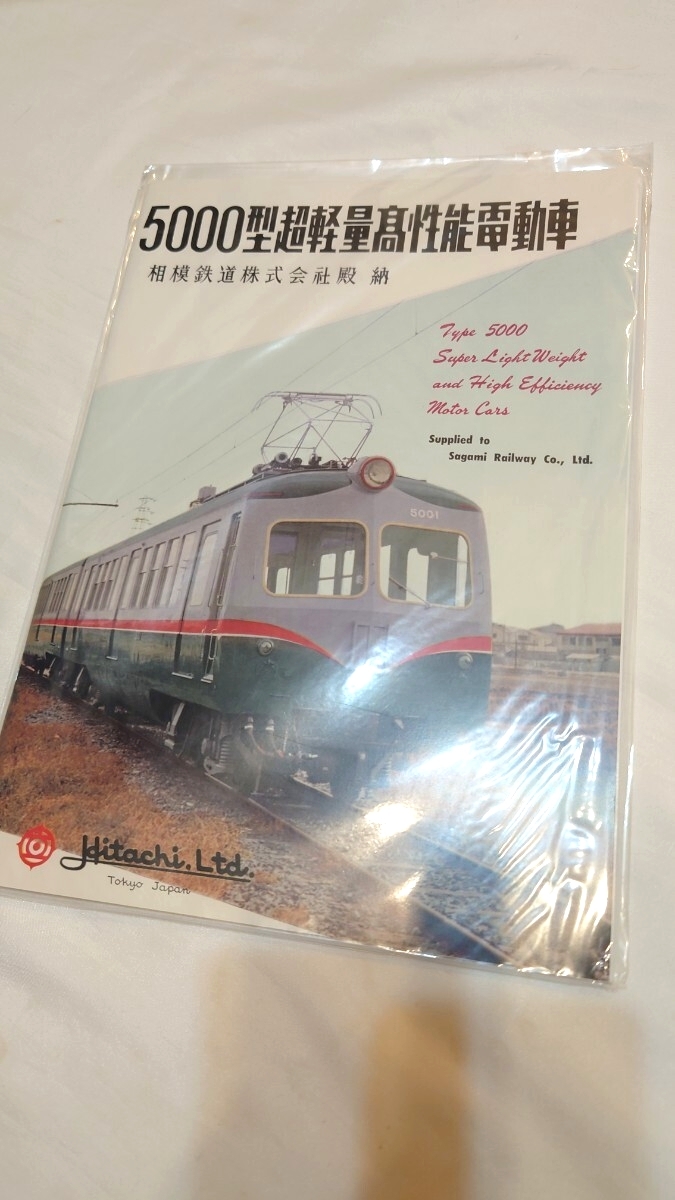 5000型超軽量高性能電動車
相模鉄道株式会社殿 納
Type 5000
Super Light Weight
and High Efficiency
Motor Cars
Supplied to
Sagami Railway Co., Ltd.
5001
Hitachi, Ltd.
Tokyo Japan